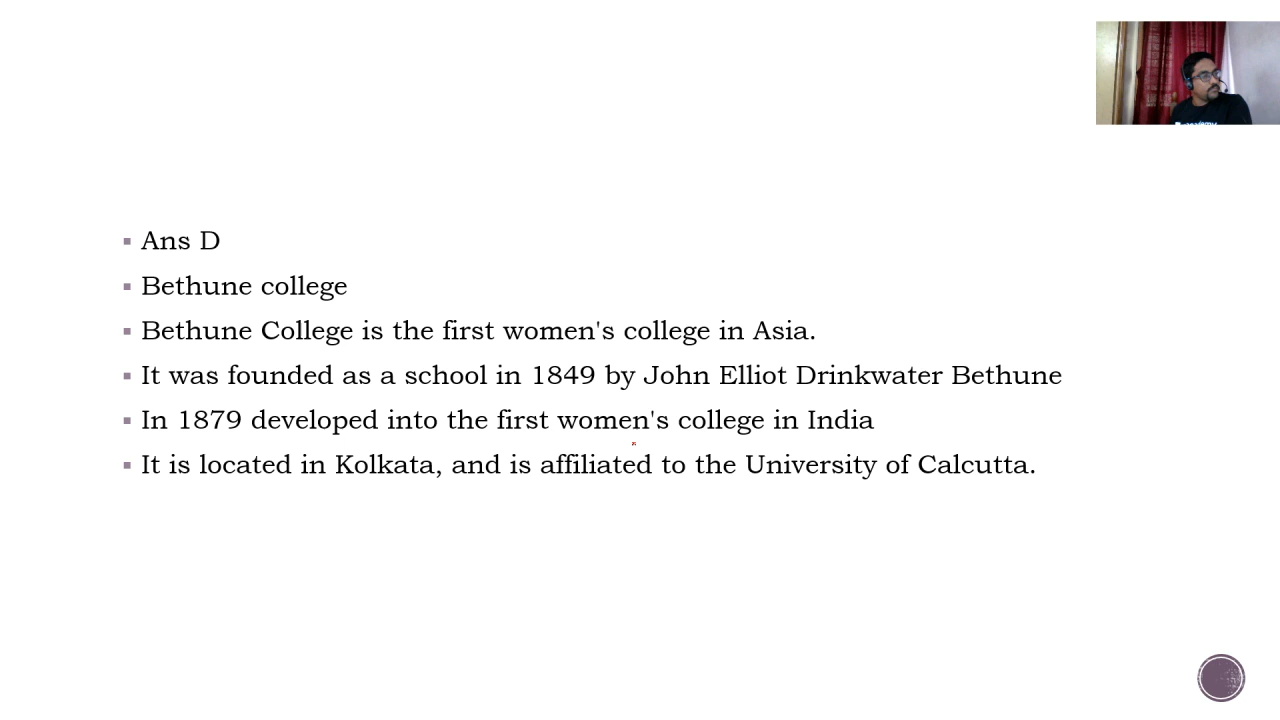 Ans D
Bethune college
Bethune College is the first women's college in Asia.
It was founded as a school in 1849 by John Elliot Drinkwater Bethune
In 1879 developed into the first women's college in India
It is located in Kolkata, and is affiliated to the University of Calcutta.